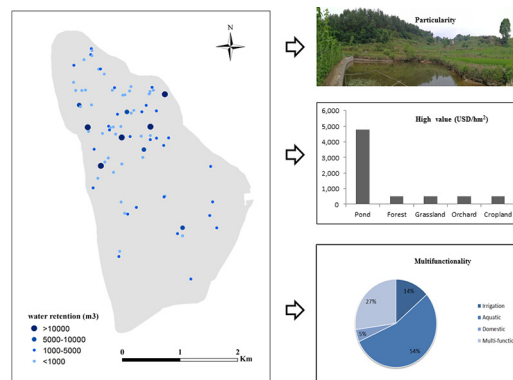 N
Particularity
High value (USD/hm²)
6,000
5,000
4,000
3,000
2,000
1,000
0
Pond Forest Grassland Orchard Cropland
water retention (m3)
>10000
5000-10000
1000-5000
<1000
0 1 2
Km
Multifunctionality
14%
27%
5%
54%
Irrigation
Aquatic
Domestic
Multi-function